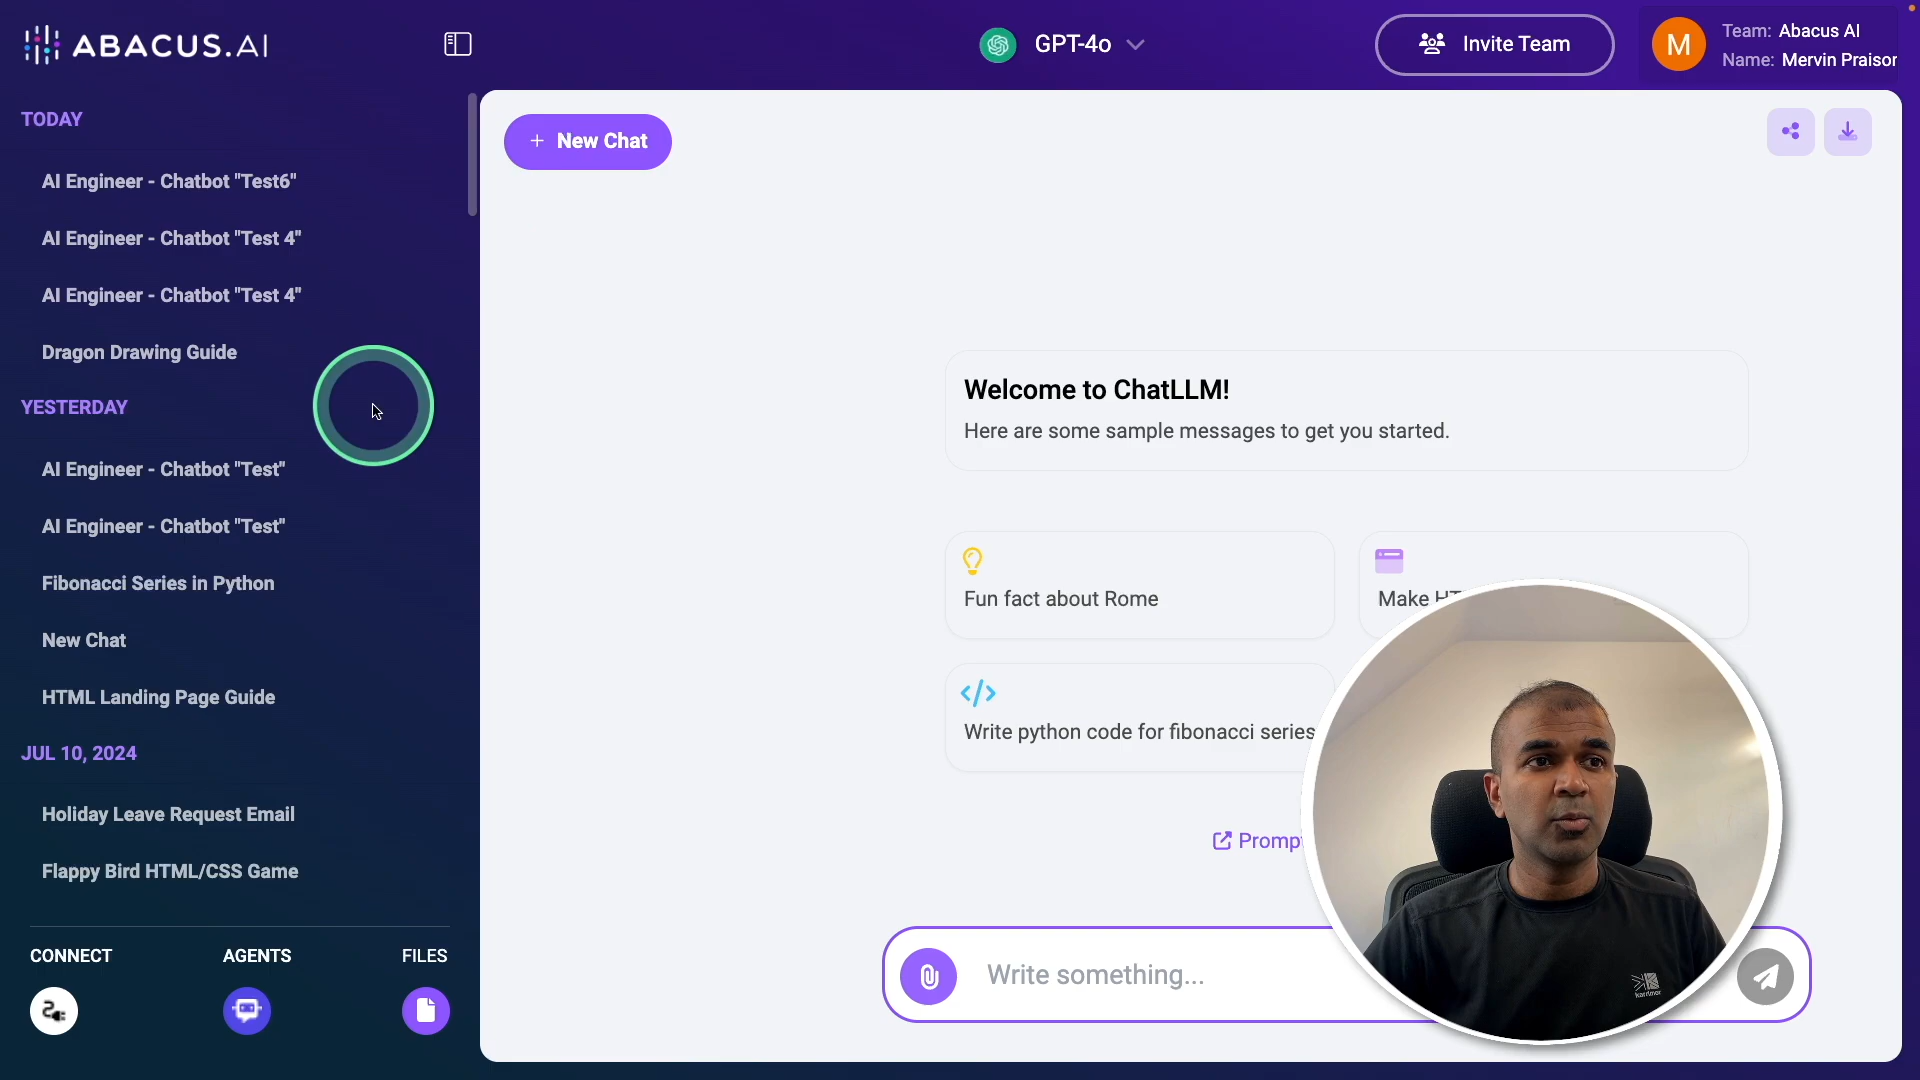 ABACUS.AI
GPT-4o
Invite Team
M
Team: Abacus AI
Name: Mervin Praison
TODAY
AI Engineer - Chatbot "Test6"
AI Engineer - Chatbot "Test 4"
AI Engineer - Chatbot "Test 4"
Dragon Drawing Guide
YESTERDAY
AI Engineer - Chatbot "Test"
AI Engineer - Chatbot "Test"
Fibonacci Series in Python
New Chat
HTML Landing Page Guide
JUL 10, 2024
Holiday Leave Request Email
Flappy Bird HTML/CSS Game
CONNECT
AGENTS
FILES
+ New Chat
Welcome to ChatLLM!
Here are some sample messages to get you started.
Fun fact about Rome
Make
Write python code for fibonacci series
Write something...